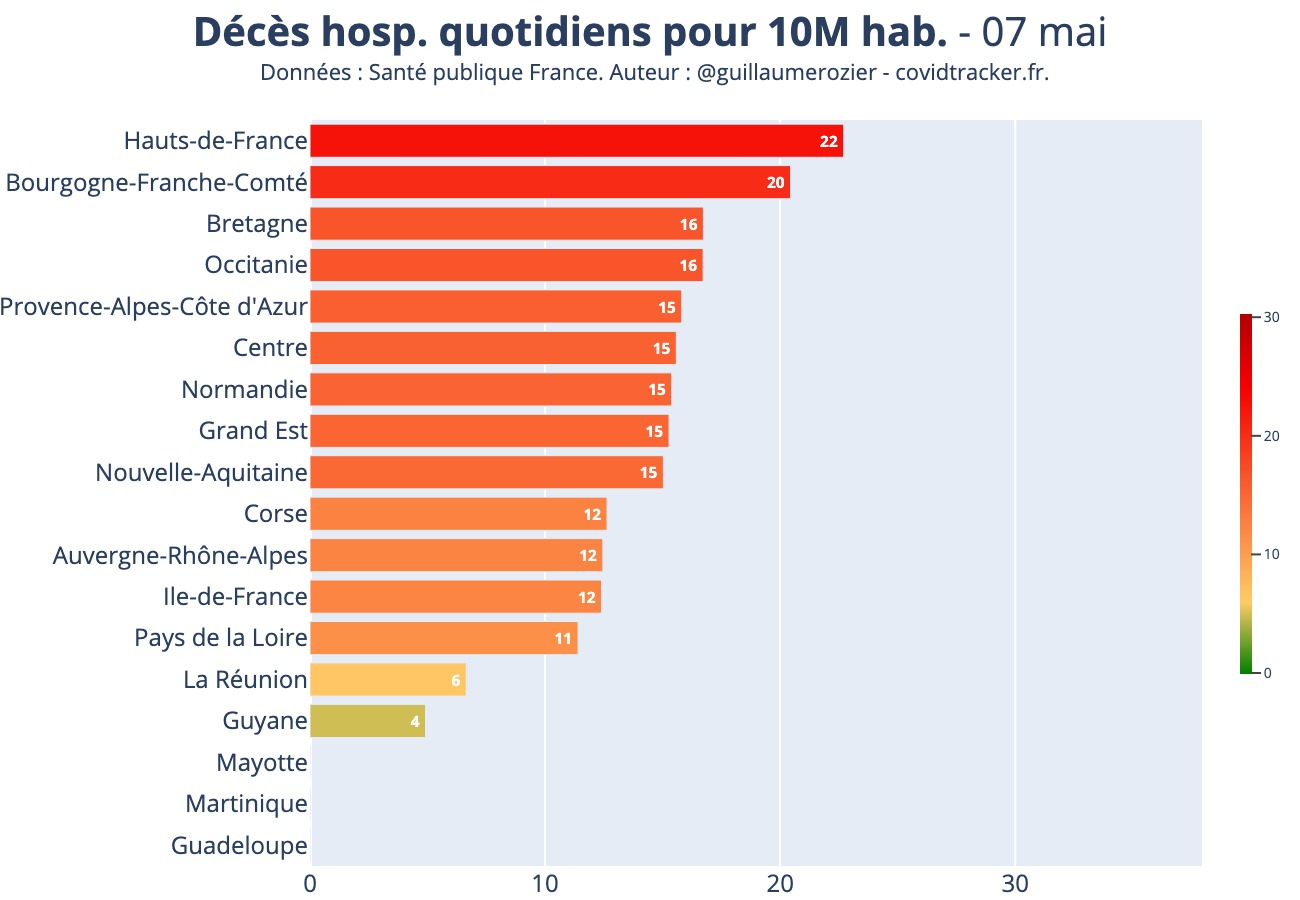 Décès hosp. quotidiens pour 10M hab. - 07 mai
Données : Santé publique France. Auteur : @guillaumerozier - covidtracker.fr.
Hauts-de-France 22
Bourgogne-Franche-Comté 20
Bretagne 16
Occitanie 16
Provence-Alpes-Côte d'Azur 15
Centre 15
Normandie 15
Grand Est 15
Nouvelle-Aquitaine 15
Corse 12
Auvergne-Rhône-Alpes 12
Ile-de-France 12
Pays de la Loire 11
La Réunion 6
Guyane 4
Mayotte
Martinique
Guadeloupe
0 10 20 30
30
20
10
0